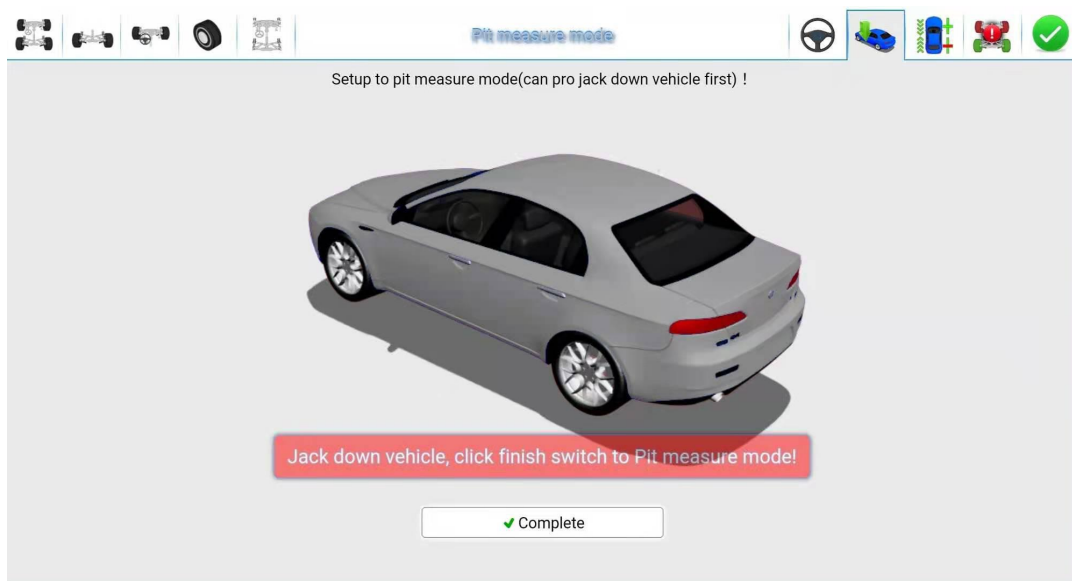 Pit measure mode
Setup to pit measure mode(can pro jack down vehicle first) !
Jack down vehicle, click finish switch to Pit measure mode!
Complete